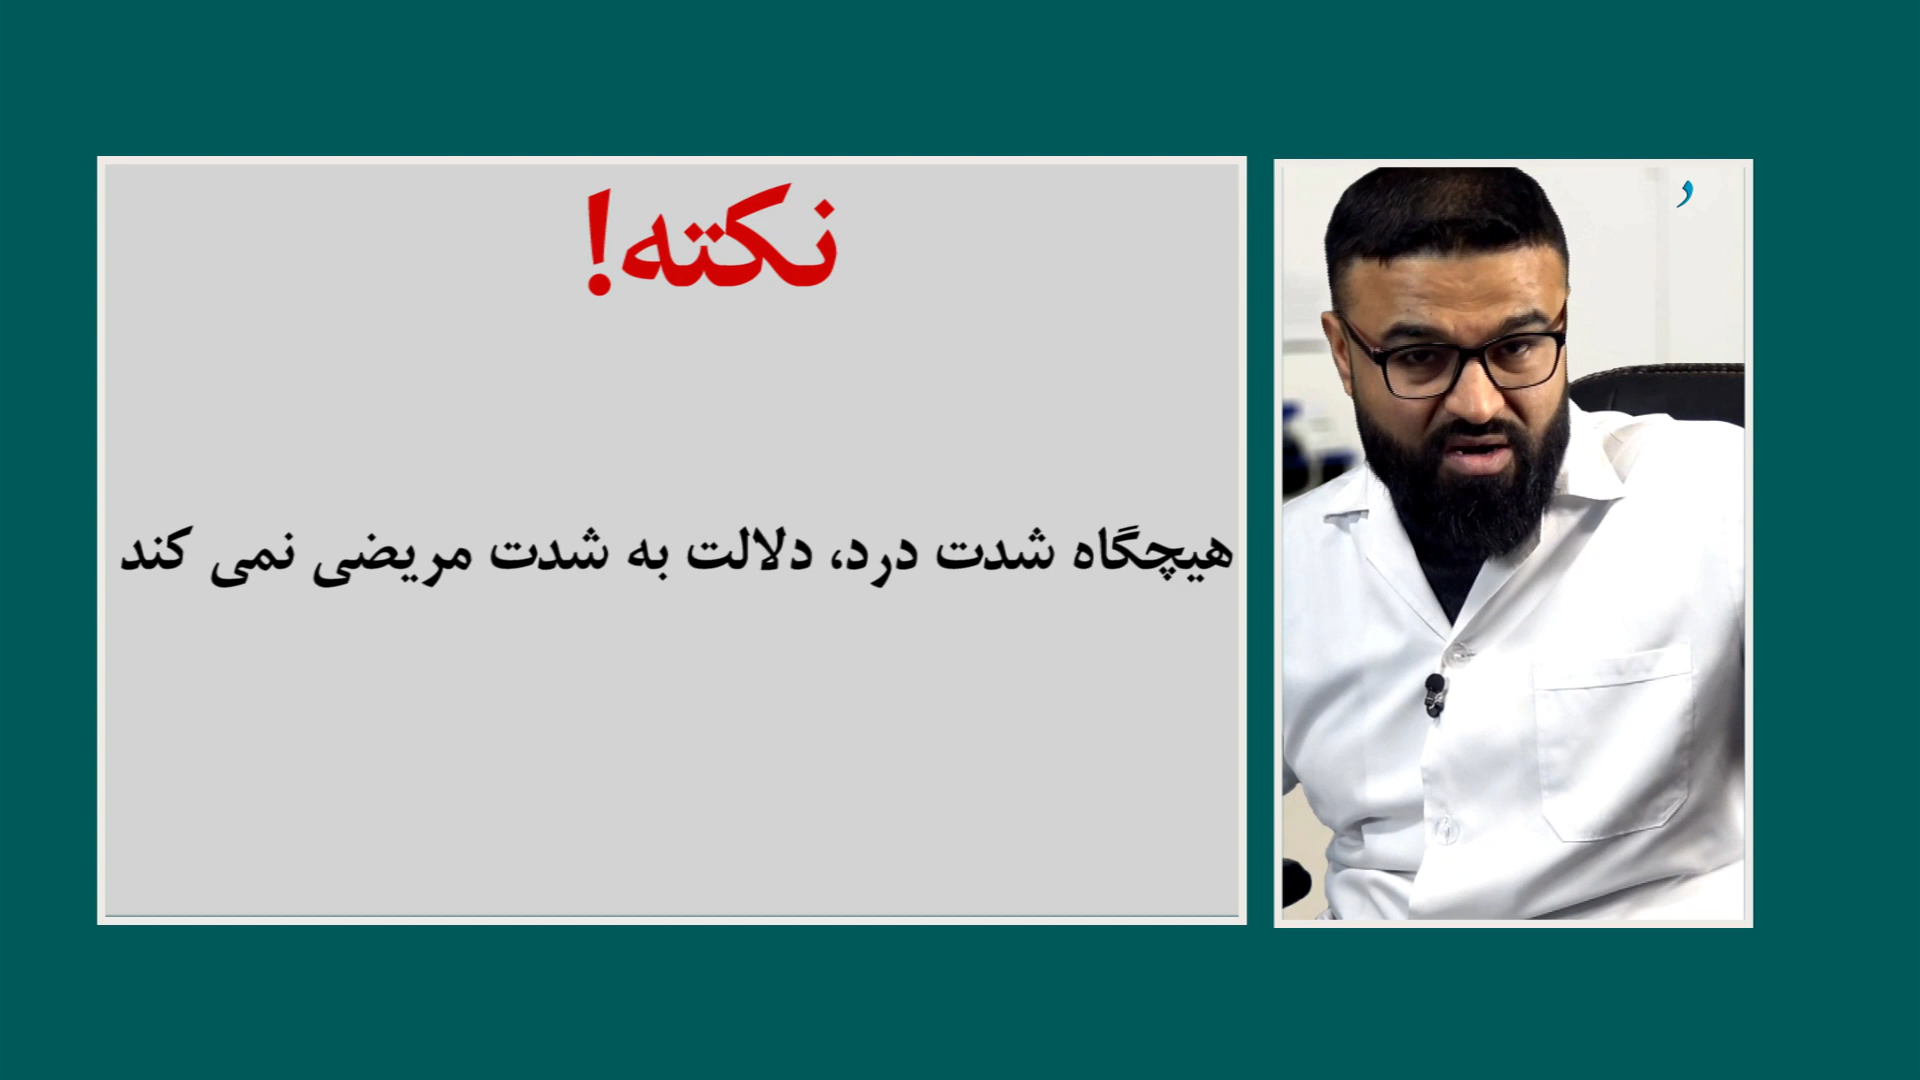 نکته!
هیچگاه شدت درد، دلالت به شدت مریضی نمی کند